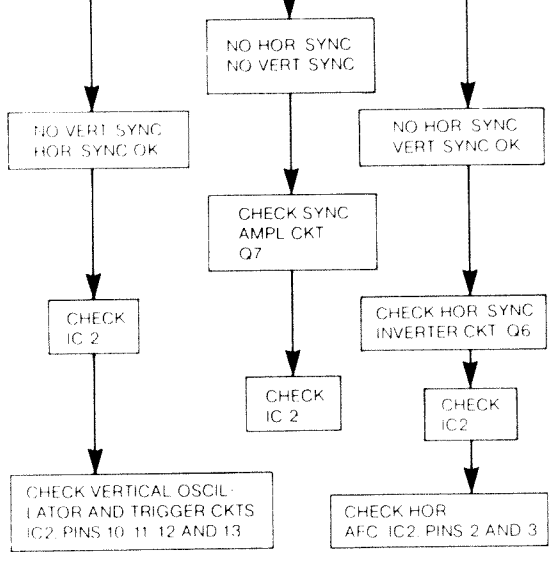 NO HOR SYNC
NO VERT SYNC
NO VERT SYNC
HOR SYNC OK
NO HOR SYNC
VERT SYNC OK
CHECK SYNC
AMPL CKT
Q7
CHECK
IC 2
CHECK HOR SYNC
INVERTER CKT Q6
CHECK
IC 2
CHECK
IC2
CHECK VERTICAL OSCIL-
LATOR AND TRIGGER CKTS
IC2, PINS 10 11 12 AND 13
CHECK HOR
AFC IC2, PINS 2 AND 3